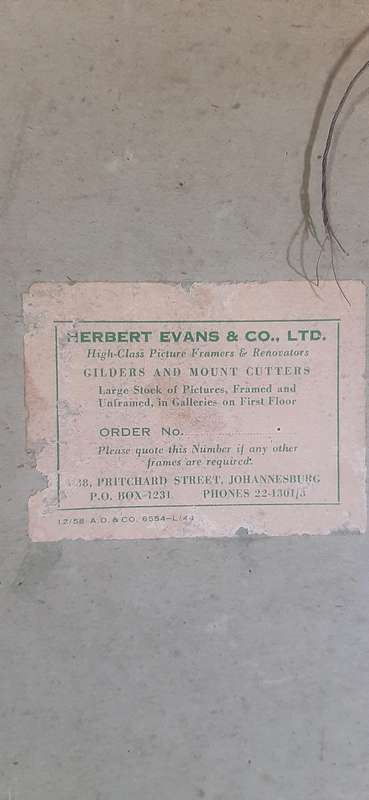 HERBERT EVANS & CO., LTD.
High-Class Picture Framers & Renovators
GILDERS AND MOUNT CUTTERS
Large Stock of Pictures, Framed and
Unframed, in Galleries on First Floor
ORDER No.
Please quote this Number if any other
frames are required.
PRITCHARD STREET, JOHANNESBURG
P.O. BOX 1231 PHONES 22-1301/5
12/58 A.D. & CO. 6554—L/44